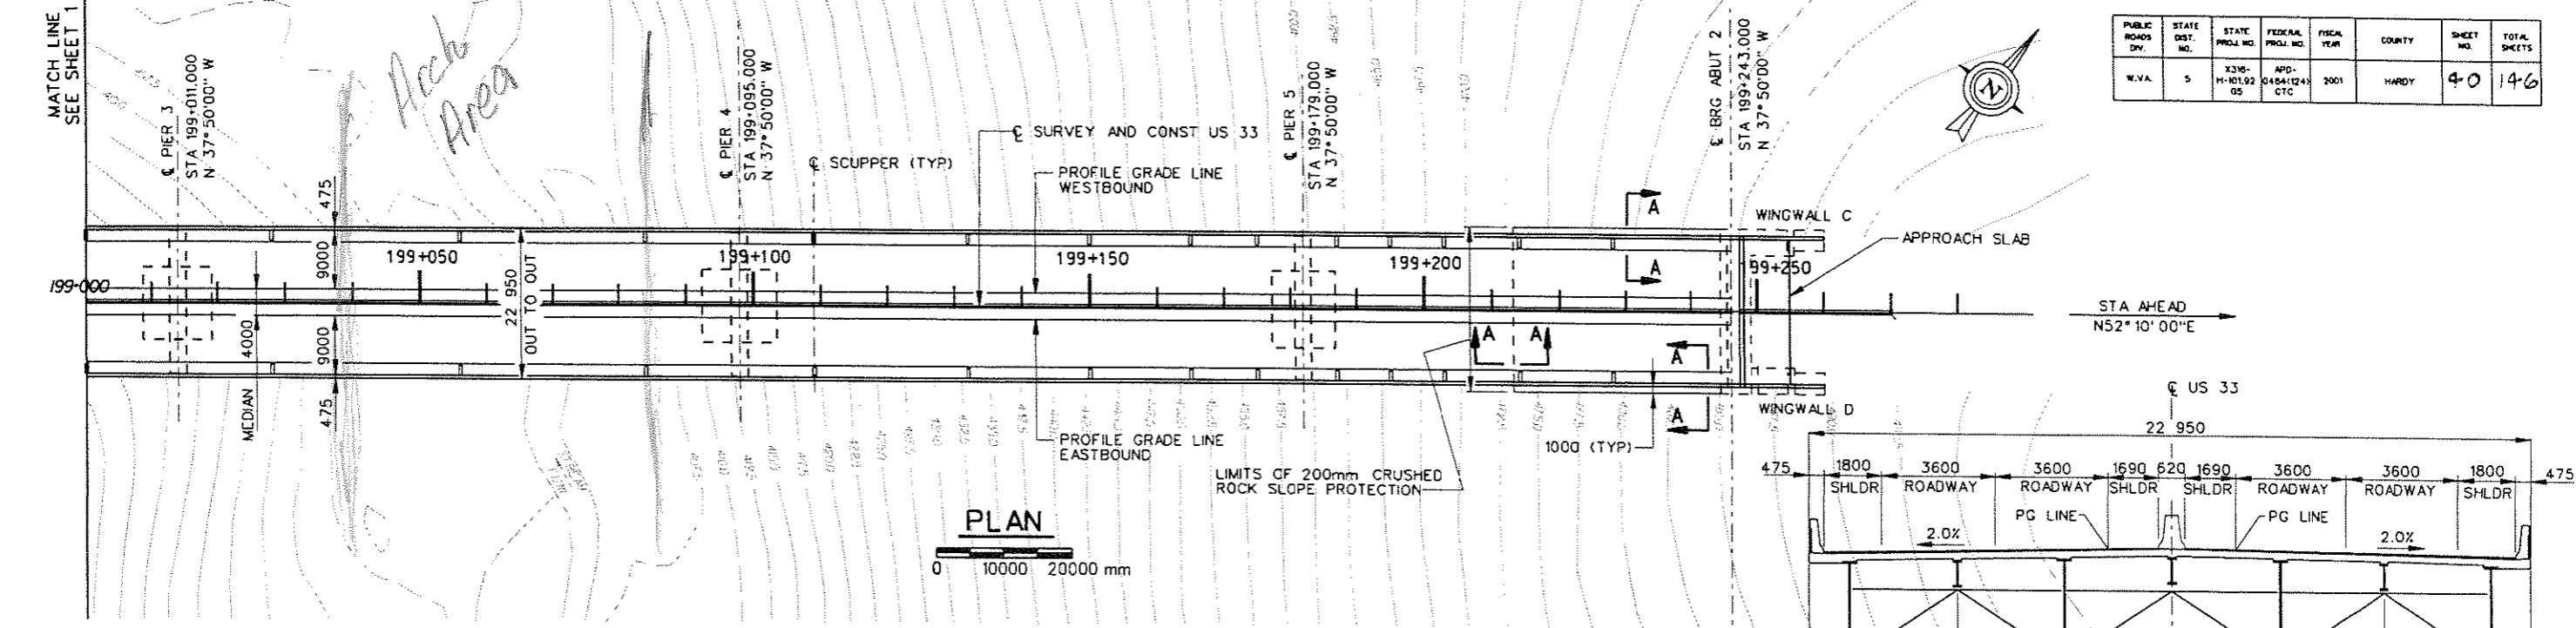 MATCH LINE
SEE SHEET 1
Arch
Area
℄ PIER 3
STA 199+011.000
N 37°50'00" W
℄ PIER 4
STA 199+095.000
N 37°50'00" W
℄ SCUPPER (TYP)
℄ SURVEY AND CONST US 33
PROFILE GRADE LINE
WESTBOUND
℄ PIER 5
STA 199+179.000
N 37°50'00" W
℄ BRG ABUT 2
STA 199+243.000
N 37°50'00" W
N
PUBLIC ROADS DIV. STATE DIST. NO. STATE PROJ. NO. FEDERAL PROJ. NO. FISCAL YEAR COUNTY SHEET NO. TOTAL SHEETS
W.VA. 5 X316-H-101.92 05 APD-0484(124) CTC 2001 HARDY 40 146
475
9000
4000
MEDIAN
9000
475
22 950
OUT TO OUT
199+000
199+050
199+100
199+150
199+200
199+250
A
A
A
A
A
A
WINGWALL C
APPROACH SLAB
STA AHEAD
N52°10'00"E
WINGWALL D
PROFILE GRADE LINE
EASTBOUND
1000 (TYP)
LIMITS OF 200mm CRUSHED
ROCK SLOPE PROTECTION
PLAN
0 10000 20000 mm
℄ US 33
22 950
475 1800 3600 3600 1690 620 1690 3600 3600 1800 475
SHLDR ROADWAY ROADWAY SHLDR SHLDR ROADWAY ROADWAY SHLDR
PG LINE PG LINE
2.0% 2.0%